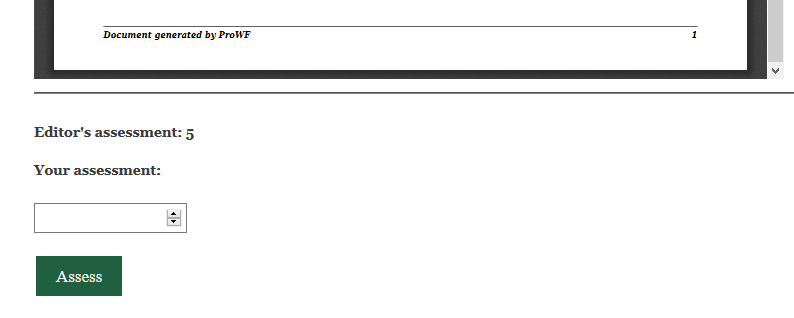 Document generated by ProWF 1
Editor's assessment: 5
Your assessment:
Assess